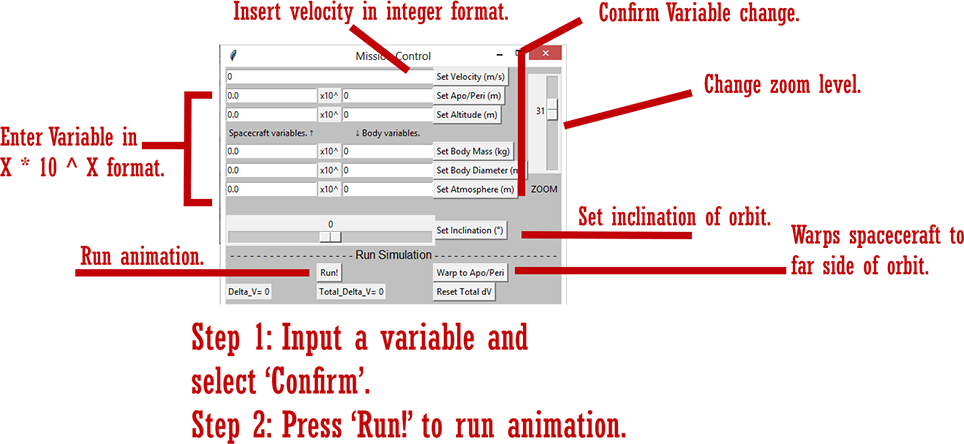 Insert velocity in integer format.
Confirm Variable change.
Mission Control
0
Set Velocity (m/s)
0.0 x10^ 0 Set Apo/Peri (m)
0.0 x10^ 0 Set Altitude (m)
31
Change zoom level.
Spacecraft variables. ↑ ↓ Body variables.
Enter Variable in
X * 10 ^ X format.
0.0 x10^ 0 Set Body Mass (kg)
0.0 x10^ 0 Set Body Diameter (m
0.0 x10^ 0 Set Atmosphere (m)
ZOOM
0
Set Inclination (°)
Set inclination of orbit.
- - - - - - - - - - - - - - - - - - Run Simulation - - - - - - - - - - - - - - - - - -
Run animation.
Run!
Warp to Apo/Peri
Warps spacececraft to
far side of orbit.
Delta_V= 0 Total_Delta_V= 0 Reset Total dV
Step 1: Input a variable and
select ‘Confirm’.
Step 2: Press ‘Run!’ to run animation.